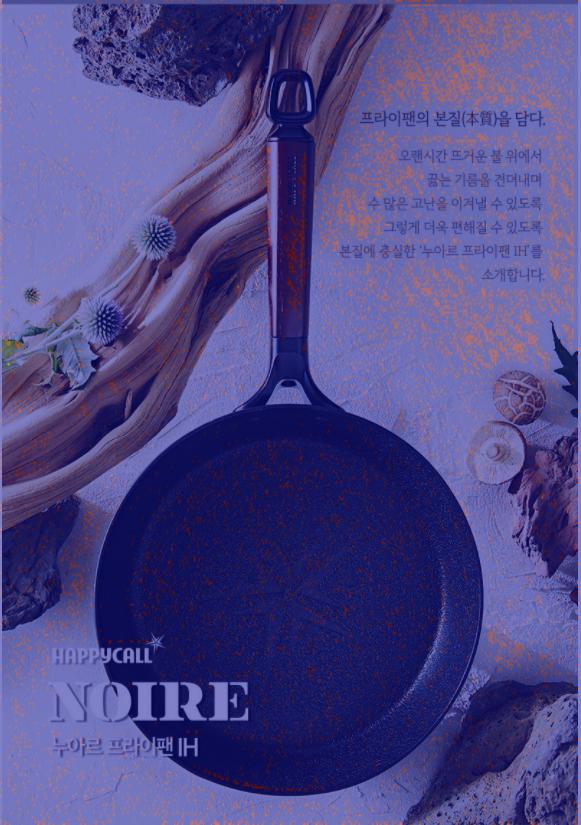 프라이팬의 본질(本質)을 담다.
오랜시간 뜨거운 불 위에서
끓는 기름을 견뎌내며
수 많은 고난을 이겨낼 수 있도록
그렇게 더욱 편해질 수 있도록
본질에 충실한 '누아르 프라이팬 IH'를
소개합니다.
HAPPYCALL
NOIRE
누아르 프라이팬 IH